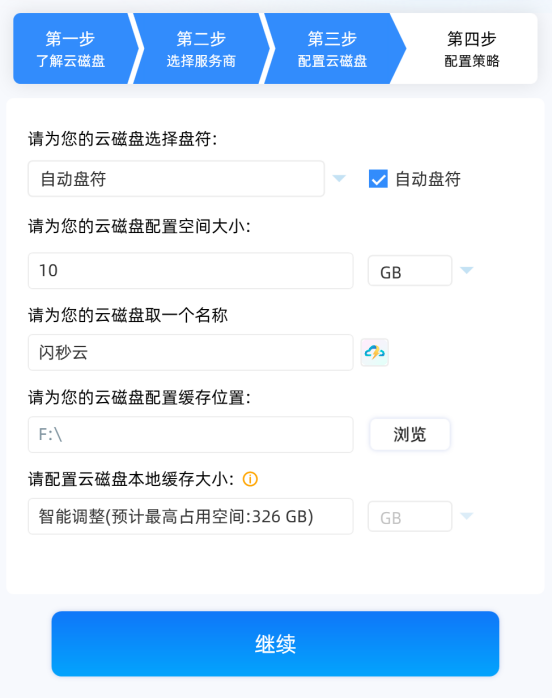 第一步 第二步 第三步 第四步
了解云磁盘 选择服务商 配置云磁盘 配置策略
请为您的云磁盘选择盘符:
自动盘符 自动盘符
请为您的云磁盘配置空间大小:
10 GB
请为您的云磁盘取一个名称
闪秒云
请为您的云磁盘配置缓存位置:
F:\ 浏览
请配置云磁盘本地缓存大小:
智能调整(预计最高占用空间:326 GB) GB
继续